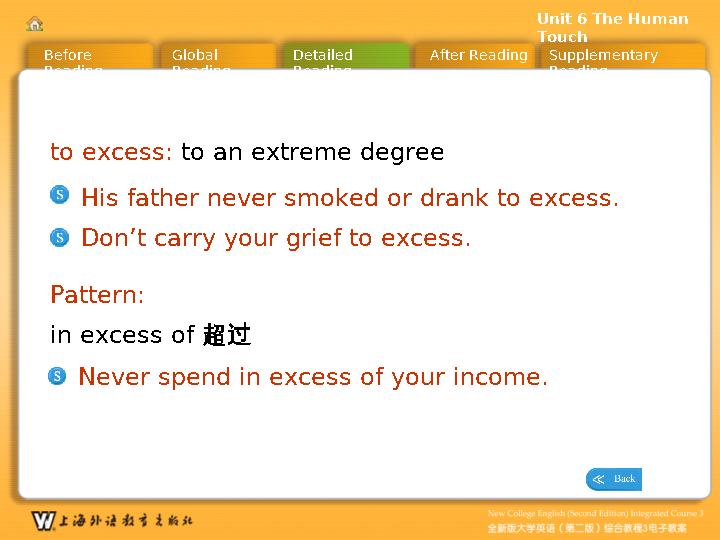 Unit 6 The Human
Touch
Before
Reading
Global
Reading
Detailed
Reading
After Reading
Supplementary
Reading
to excess: to an extreme degree
S His father never smoked or drank to excess.
S Don’t carry your grief to excess.
Pattern:
in excess of 超过
S Never spend in excess of your income.
≪ Back
W 上海外语教育出版社
New College English (Second Edition) Integrated Course 3
全新版大学英语（第二版）综合教程3电子教案